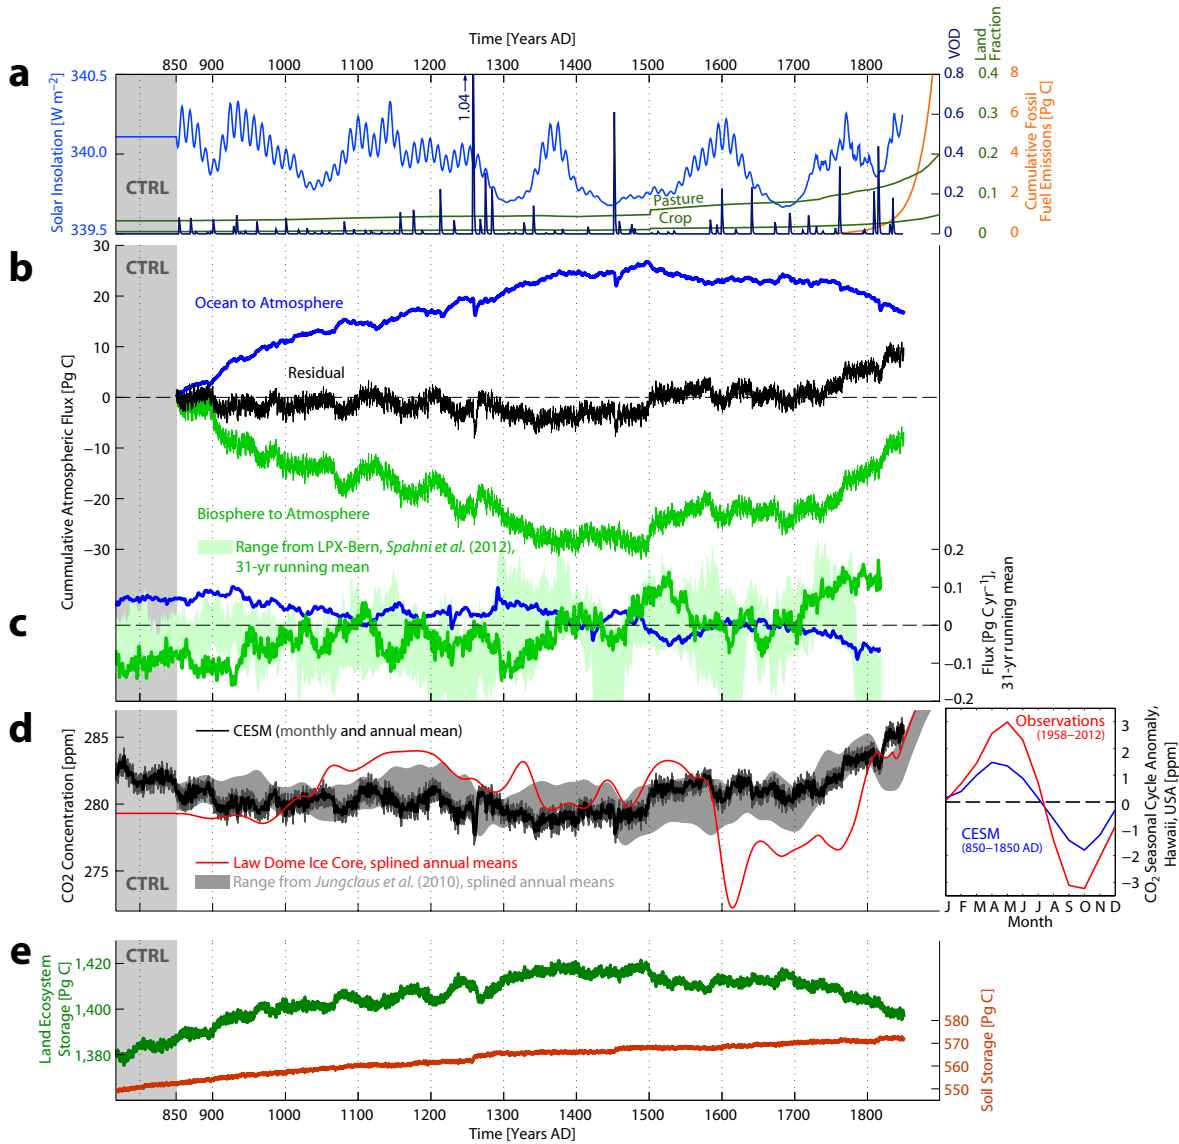 Time [Years AD]
850 900 1000 1100 1200 1300 1400 1500 1600 1700 1800
a
Solar Insolation [W m−2]
340.5
340.0
339.5
CTRL
1.04→
Pasture
Crop
VOD
0.8
0.6
0.4
0.2
0
Land
Fraction
0.4
0.3
0.2
0.1
0
Cumulative Fossil
Fuel Emissions [Pg C]
8
6
4
2
0
b
Cummulative Atmospheric Flux [Pg C]
30
20
10
0
−10
−20
−30
CTRL
Ocean to Atmosphere
Residual
Biosphere to Atmosphere
Range from LPX-Bern, Spahni et al. (2012),
31-yr running mean
c
0.2
0.1
0
−0.1
−0.2
Flux [Pg C yr−1],
31-yr running mean
d
CO2 Concentration [ppm]
285
280
275
CESM (monthly and annual mean)
Law Dome Ice Core, splined annual means
Range from Jungclaus et al. (2010), splined annual means
CTRL
Observations
(1958−2012)
CESM
(850−1850 AD)
3
2
1
0
−1
−2
−3
J F M A M J J A S O N D
Month
CO2 Seasonal Cycle Anomaly,
Hawaii, USA [ppm]
e
CTRL
Land Ecosystem
Storage [Pg C]
1,420
1,400
1,380
580
570
560
550
Soil Storage [Pg C]
850 900 1000 1100 1200 1300 1400 1500 1600 1700 1800
Time [Years AD]